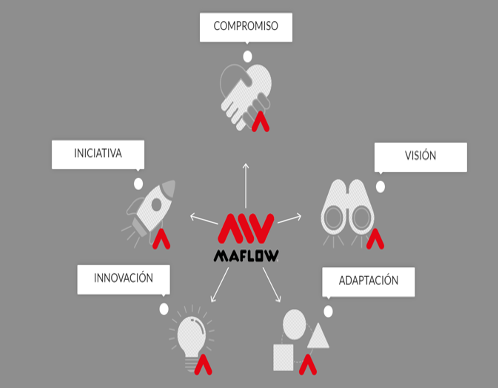 COMPROMISO
INICIATIVA
VISIÓN
MAFLOW
INNOVACIÓN
ADAPTACIÓN